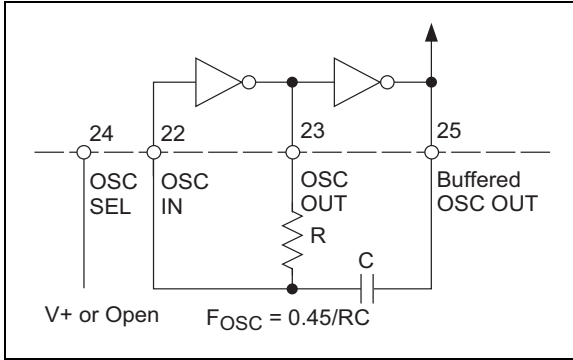 24 22 23 25
OSC SEL
OSC IN
OSC OUT
Buffered OSC OUT
R
C
V+ or Open
FOSC = 0.45/RC